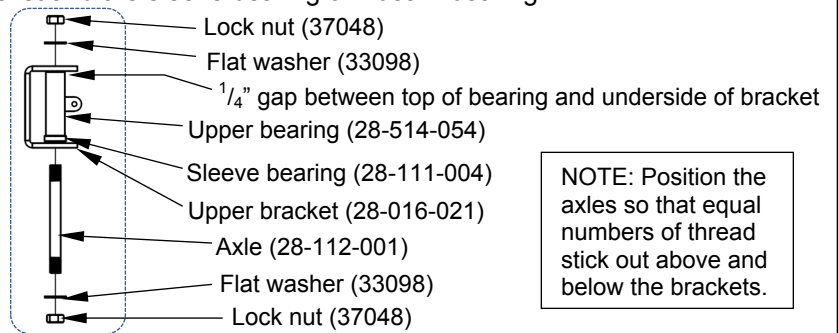 Lock nut (37048)
Flat washer (33098)
1/4” gap between top of bearing and underside of bracket
Upper bearing (28-514-054)
Sleeve bearing (28-111-004)
Upper bracket (28-016-021)
Axle (28-112-001)
Flat washer (33098)
Lock nut (37048)
NOTE: Position the
axles so that equal
numbers of thread
stick out above and
below the brackets.